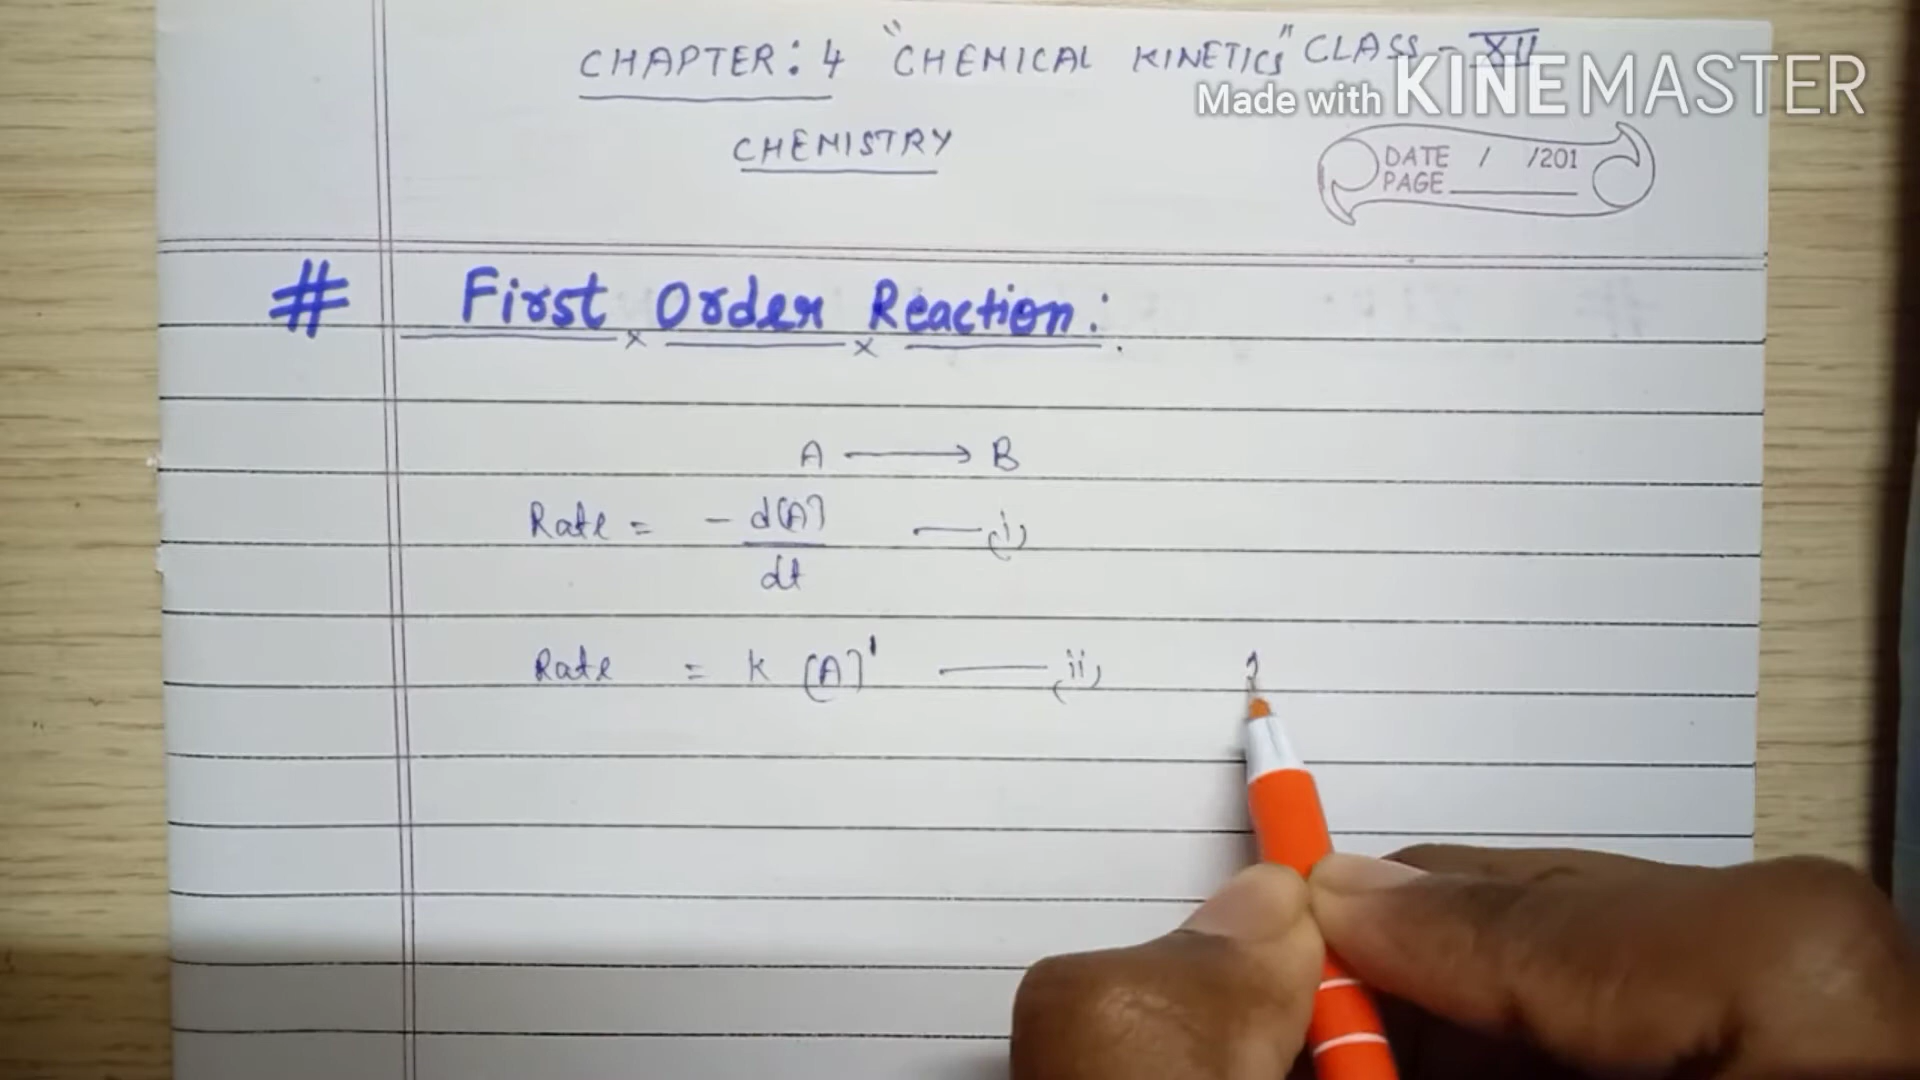 CHAPTER: 4 "CHEMICAL KINETICS" CLASS - XII
Made with KINEMASTER
CHEMISTRY
DATE / /201
PAGE
# First Order Reaction:
A ⟶ B
Rate = - d[A]/dt —(i)
Rate = k [A]¹ —(ii)